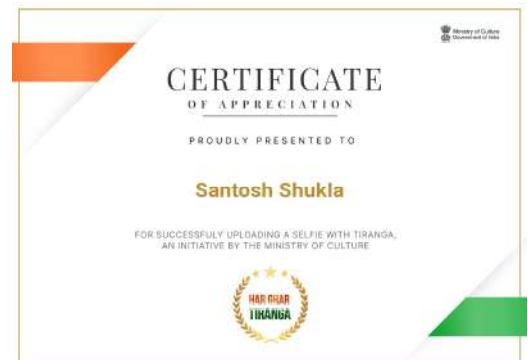 Ministry of Culture
Government of India
CERTIFICATE
OF APPRECIATION
PROUDLY PRESENTED TO
Santosh Shukla
FOR SUCCESSFULY UPLOADING A SELFIE WITH TIRANGA,
AN INITIATIVE BY THE MINISTRY OF CULTURE
HAR GHAR
TIRANGA